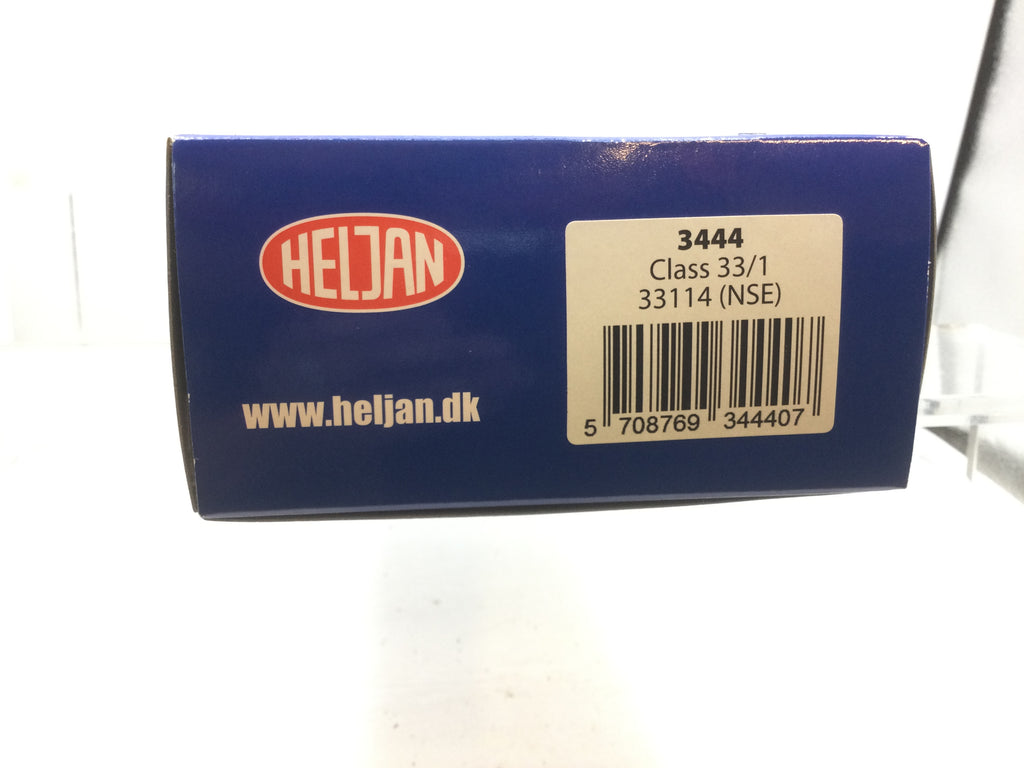 HELJAN
www.heljan.dk
3444
Class 33/1
33114 (NSE)
5 708769 344407